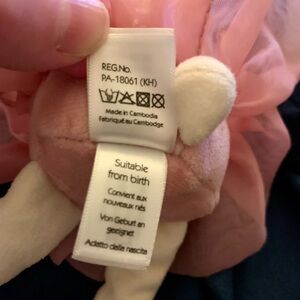 REG.No.
PA-18061 (KH)
Made in Cambodia
Fabriqué au Cambodge
Suitable
from birth
Convient aux
nouveaux nés
Von Geburt an
geeignet
Adatto dalla nascita